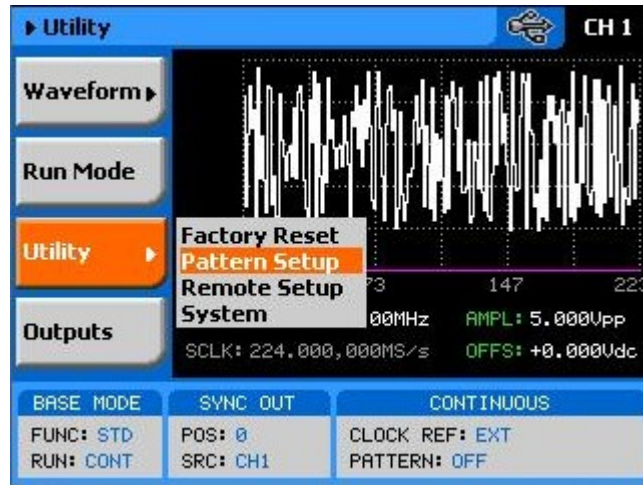 Utility
CH 1
Waveform
Run Mode
Utility
Outputs
Factory Reset
Pattern Setup
Remote Setup
System
73
147
223
00MHz
AMPL: 5.000Vpp
SCLK: 224.000,000MS/s
OFFS: +0.000Vdc
BASE MODE
FUNC: STD
RUN: CONT
SYNC OUT
POS: 0
SRC: CH1
CONTINUOUS
CLOCK REF: EXT
PATTERN: OFF